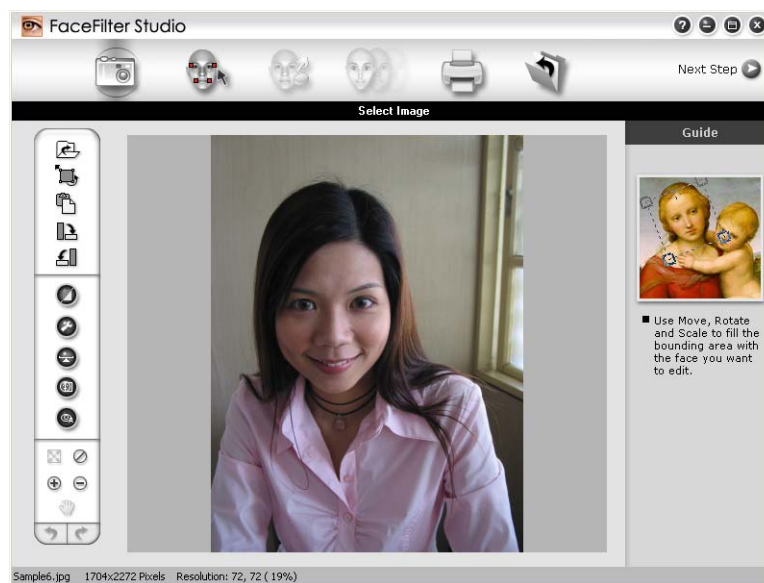 FaceFilter Studio
Next Step
Select Image
Guide
■ Use Move, Rotate
and Scale to fill the
bounding area with
the face you want
to edit.
Sample6.jpg 1704x2272 Pixels Resolution: 72, 72 ( 19%)